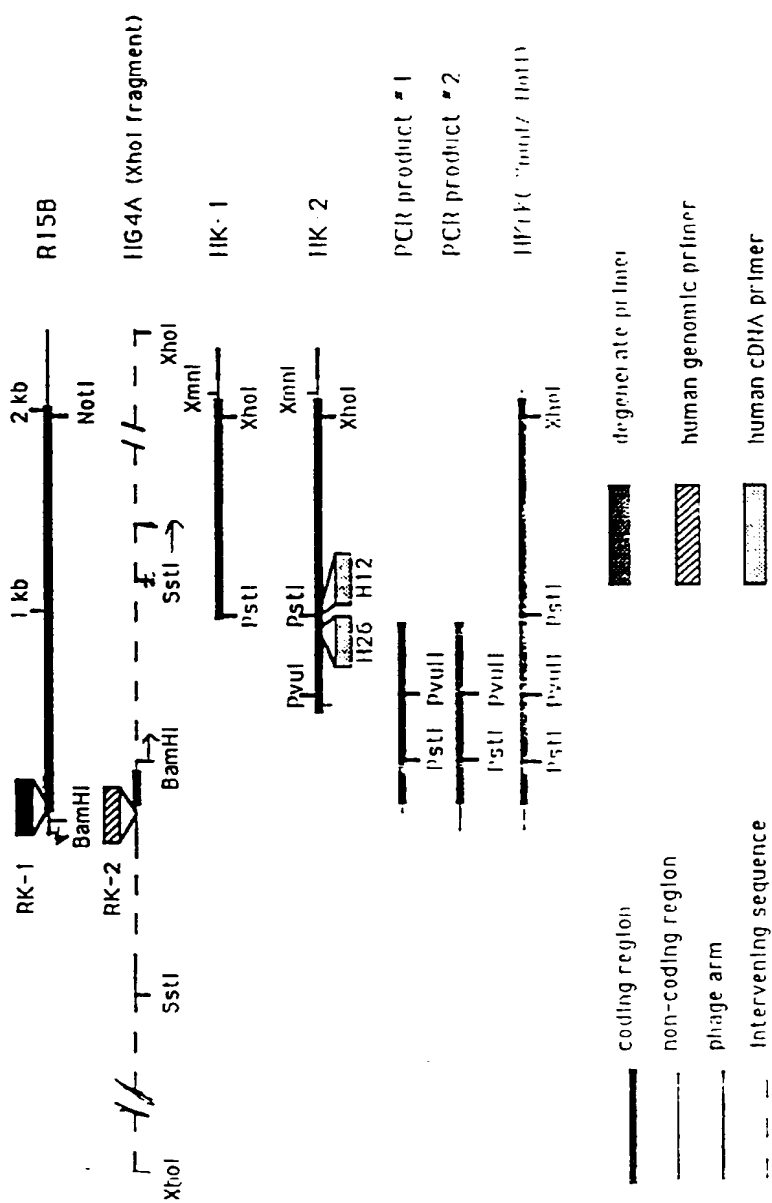 R15B
2 kb
1 kb
NotI
BamHI
RK-1
HG4A (XhoI fragment)
XhoI
SstI
SstI
BamHI
RK-2
XhoI
HK-1
XmnI
XhoI
PstI
HK-2
XmnI
XhoI
PstI
PvuI
H12
H26
PCR product #1
PvuII
PstI
PCR product #2
PvuII
PstI
XhoI
PstI
PvuII
PstI
coding region
non-coding region
phage arm
Intervening sequence
degenerate primer
human genomic primer
human cDNA primer